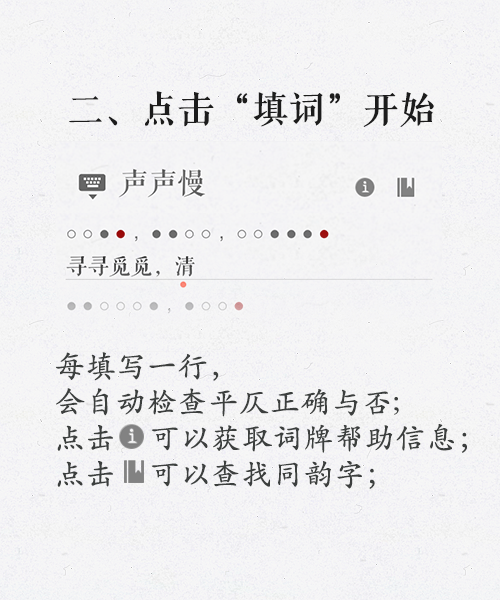 二、点击“填词”开始
声声慢
寻寻觅觅，清
每填写一行，
会自动检查平仄正确与否；
点击 可以获取词牌帮助信息；
点击 可以查找同韵字；